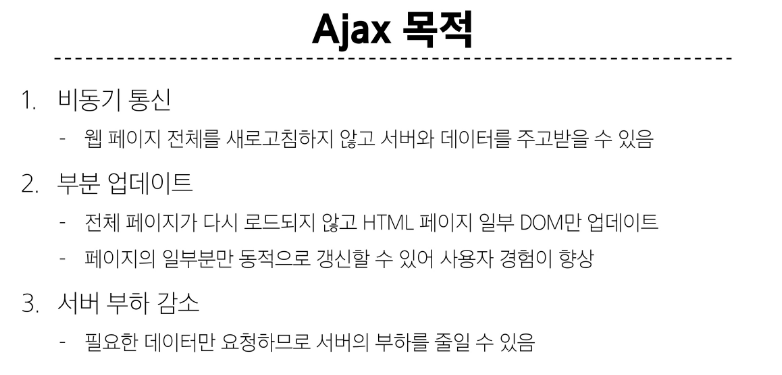 Ajax 목적
1. 비동기 통신
- 웹 페이지 전체를 새로고침하지 않고 서버와 데이터를 주고받을 수 있음
2. 부분 업데이트
- 전체 페이지가 다시 로드되지 않고 HTML 페이지 일부 DOM만 업데이트
- 페이지의 일부분만 동적으로 갱신할 수 있어 사용자 경험이 향상
3. 서버 부하 감소
- 필요한 데이터만 요청하므로 서버의 부하를 줄일 수 있음